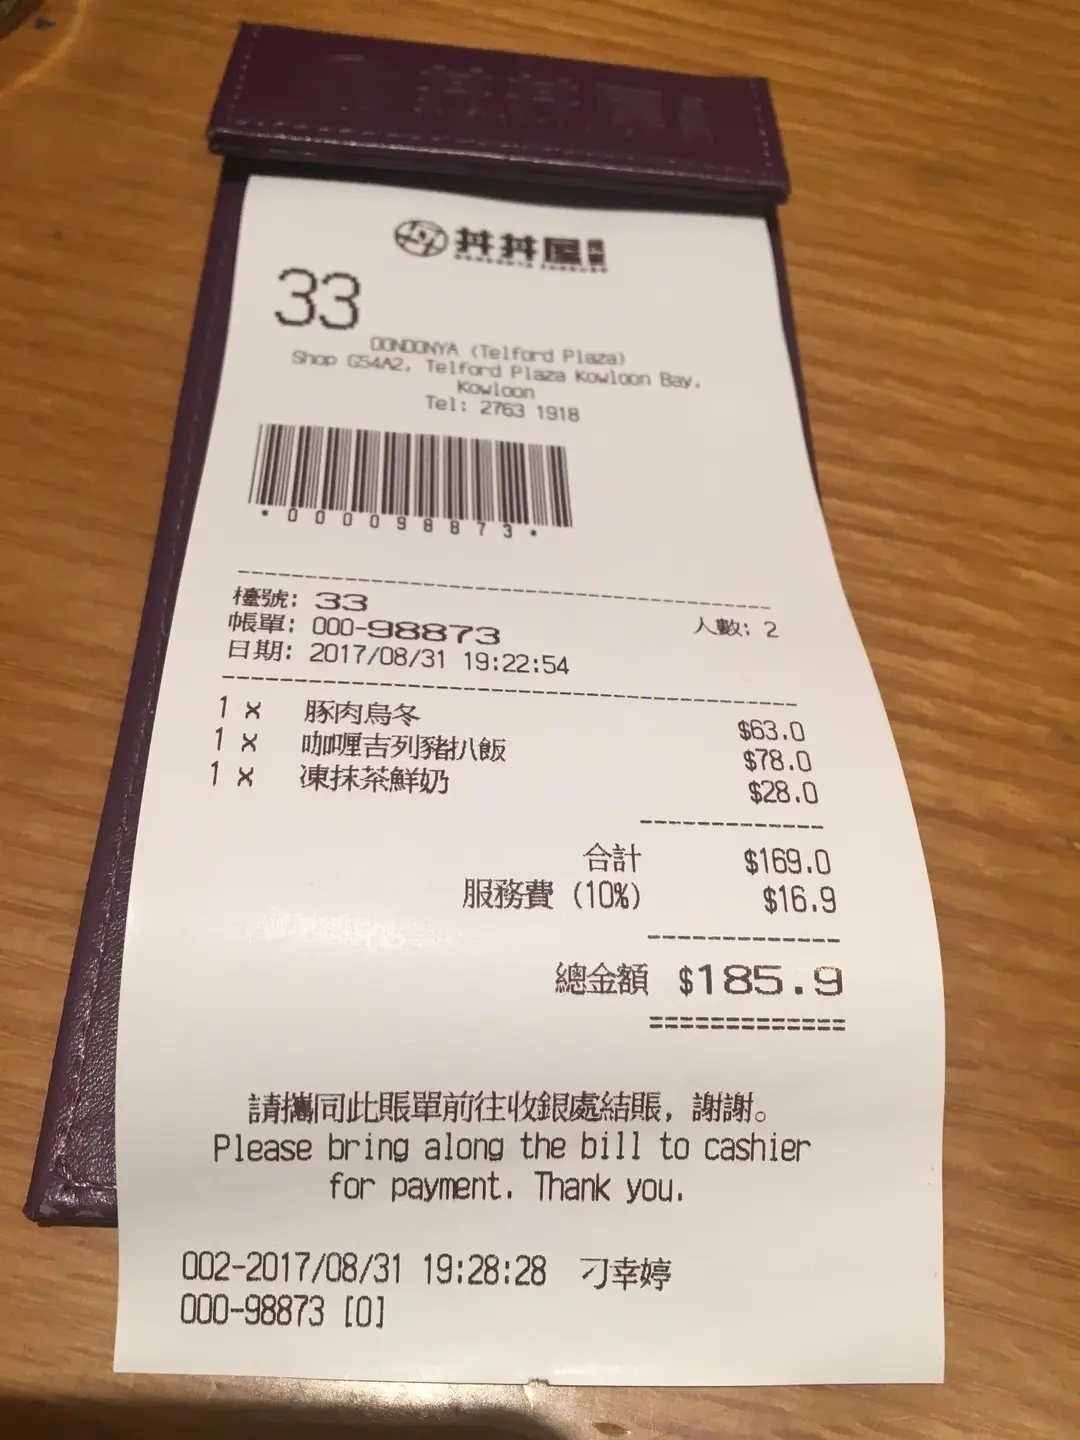 丼丼屋
33
DONDONYA (Telford Plaza)
Shop G54A2, Telford Plaza Kowloon Bay,
Kowloon
Tel: 2763 1918
*000098873*
檯號: 33 人數: 2
帳單: 000-98873
日期: 2017/08/31 19:22:54
1 x 豚肉烏冬 $63.0
1 x 咖喱吉列豬扒飯 $78.0
1 x 凍抹茶鮮奶 $28.0
合計 $169.0
服務費 (10%) $16.9
總金額 $185.9
請攜同此賬單前往收銀處結賬, 謝謝。
Please bring along the bill to cashier
for payment. Thank you.
002-2017/08/31 19:28:28 刁幸婷
000-98873 [0]